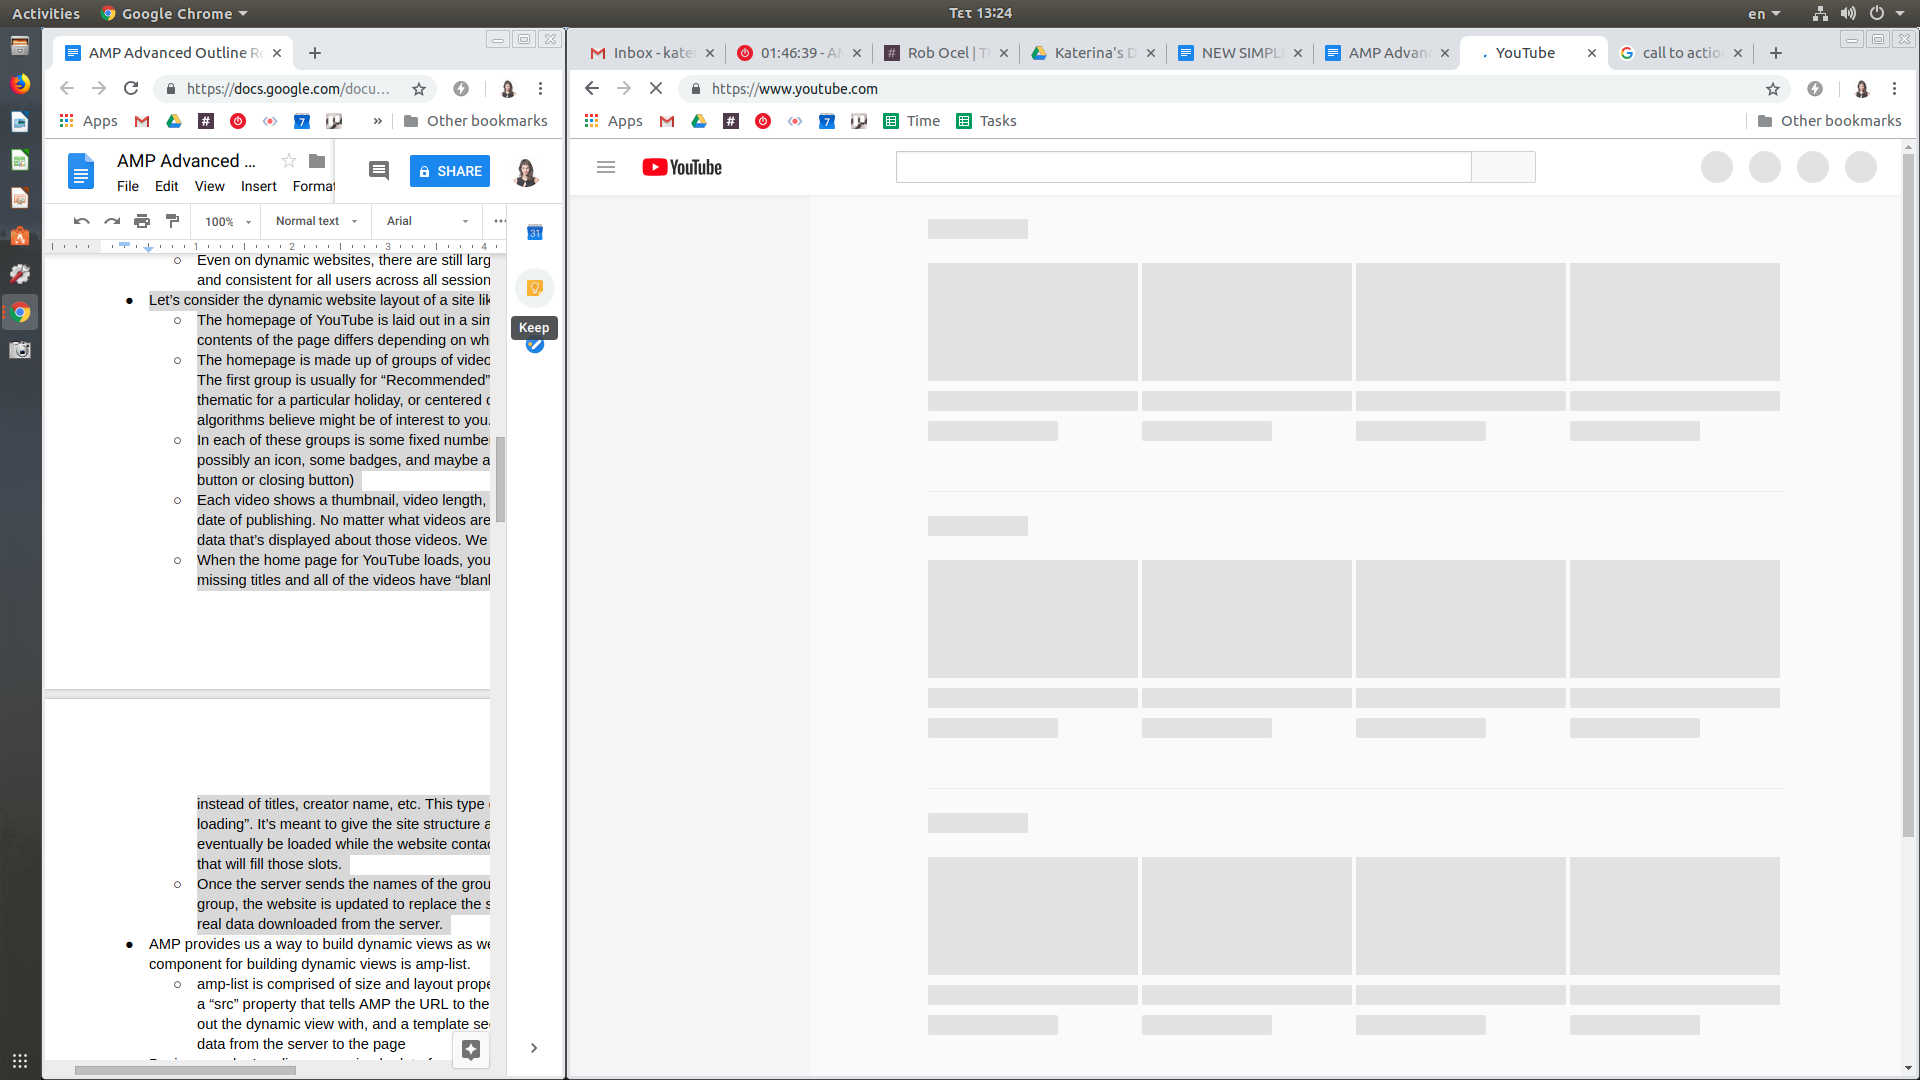 Activities
Google Chrome
Τετ 13:24
en
AMP Advanced Outline R
https://docs.google.com/docu...
Apps
7
»
Other bookmarks
AMP Advanced ...
File Edit View Insert Format
SHARE
100% Normal text Arial
1 2 3 4
31
Keep
○ Even on dynamic websites, there are still larg
and consistent for all users across all session
● Let's consider the dynamic website layout of a site lik
○ The homepage of YouTube is laid out in a sim
contents of the page differs depending on wh
○ The homepage is made up of groups of video
The first group is usually for “Recommended”
thematic for a particular holiday, or centered o
algorithms believe might be of interest to you.
○ In each of these groups is some fixed number
possibly an icon, some badges, and maybe a
button or closing button)
○ Each video shows a thumbnail, video length,
date of publishing. No matter what videos are
data that's displayed about those videos. We
○ When the home page for YouTube loads, you
missing titles and all of the videos have “blank
instead of titles, creator name, etc. This type
loading”. It's meant to give the site structure a
eventually be loaded while the website contac
that will fill those slots.
○ Once the server sends the names of the grou
group, the website is updated to replace the s
real data downloaded from the server.
● AMP provides us a way to build dynamic views as we
component for building dynamic views is amp-list.
○ amp-list is comprised of size and layout prope
a “src” property that tells AMP the URL to the
out the dynamic view with, and a template se
data from the server to the page
Inbox - kate
01:46:39 - A
Rob Ocel | T
Katerina's D
NEW SIMPL
AMP Advan
YouTube
call to actio
https://www.youtube.com
Apps
7
Time
Tasks
Other bookmarks
YouTube